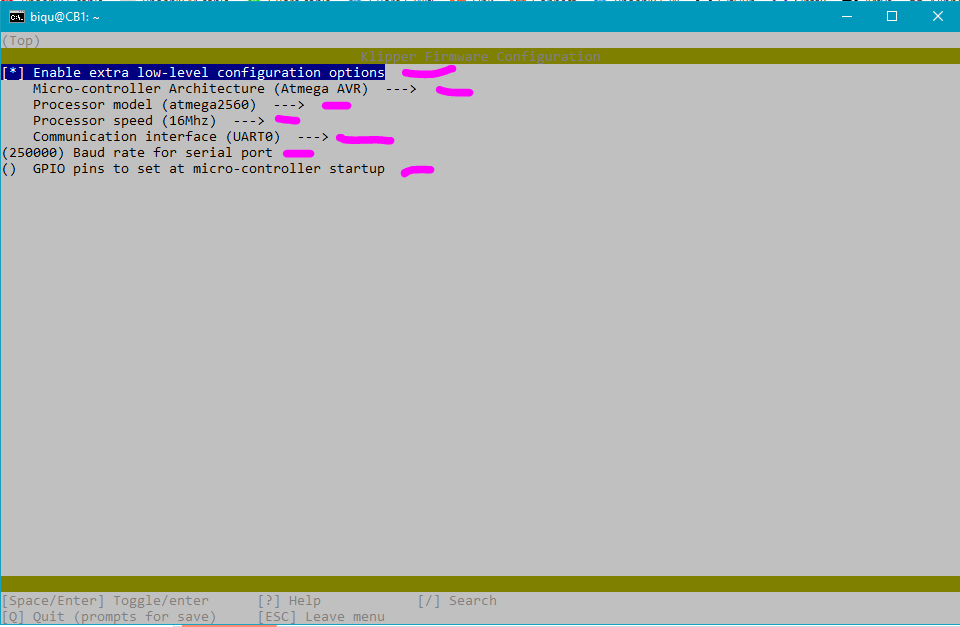 biqu@CB1: ~
(Top)
Klipper Firmware Configuration
[*] Enable extra low-level configuration options
Micro-controller Architecture (Atmega AVR)  --->
Processor model (atmega2560)  --->
Processor speed (16Mhz)  --->
Communication interface (UART0)  --->
(250000) Baud rate for serial port
()  GPIO pins to set at micro-controller startup
[Space/Enter] Toggle/enter      [?] Help            [/] Search
[Q] Quit (prompts for save)     [ESC] Leave menu